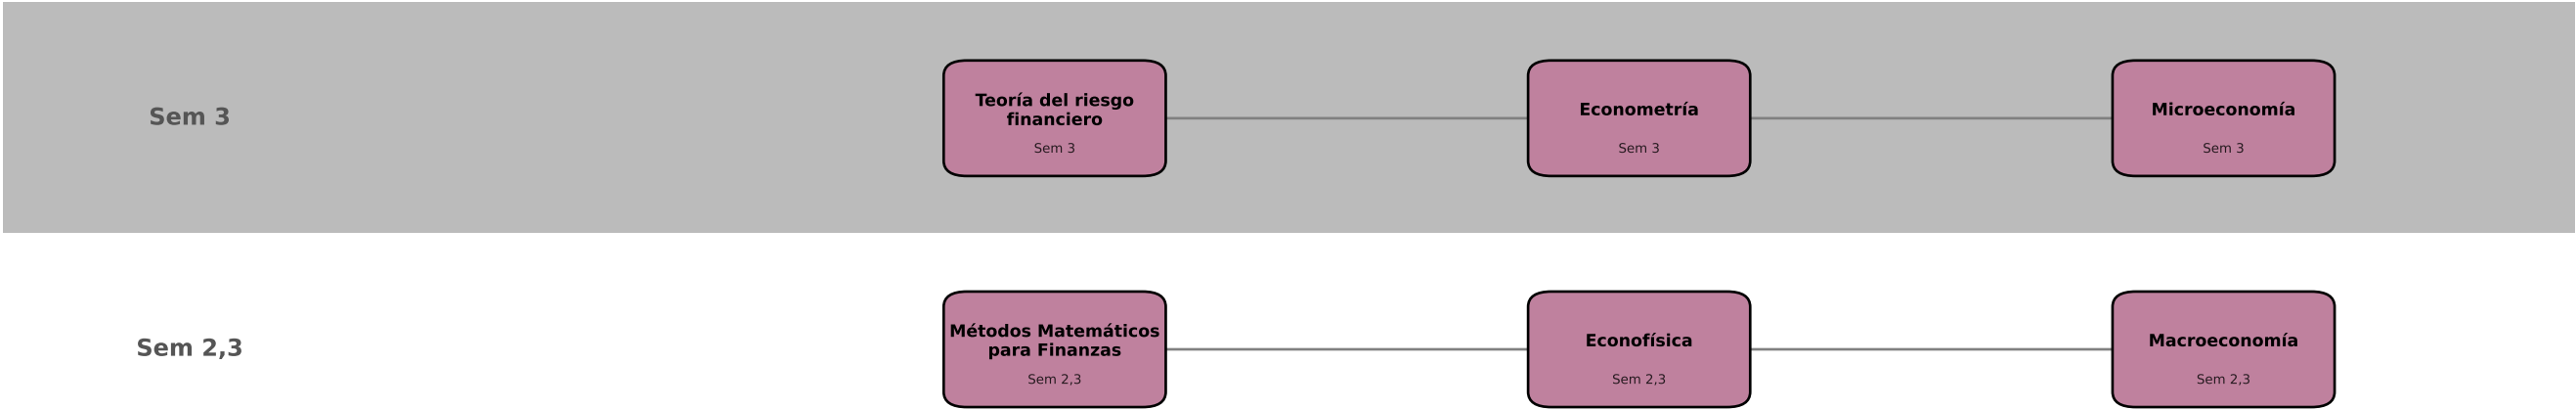 Sem 3
Teoría del riesgo
financiero
Sem 3
Econometría
Sem 3
Microeconomía
Sem 3
Sem 2,3
Métodos Matemáticos
para Finanzas
Sem 2,3
Econofísica
Sem 2,3
Macroeconomía
Sem 2,3